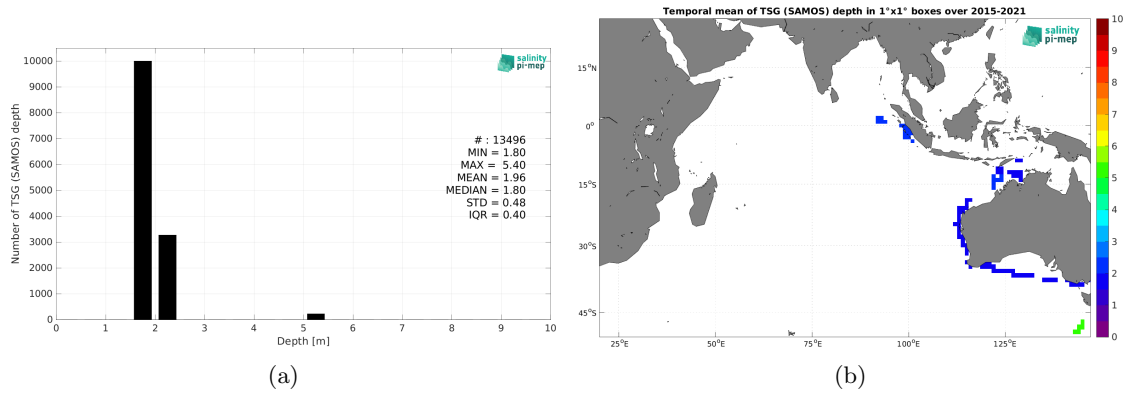 salinity
pi-mep
10000
9000
8000
7000
6000
5000
4000
3000
2000
1000
0
Number of TSG (SAMOS) depth
# : 13496
MIN = 1.80
MAX = 5.40
MEAN = 1.96
MEDIAN = 1.80
STD = 0.48
IQR = 0.40
0 1 2 3 4 5 6 7 8 9 10
Depth [m]
(a)
Temporal mean of TSG (SAMOS) depth in 1°x1° boxes over 2015-2021
salinity
pi-mep
15°N
0°
15°S
30°S
45°S
25°E 50°E 75°E 100°E 125°E
10
9
8
7
6
5
4
3
2
1
0
(b)